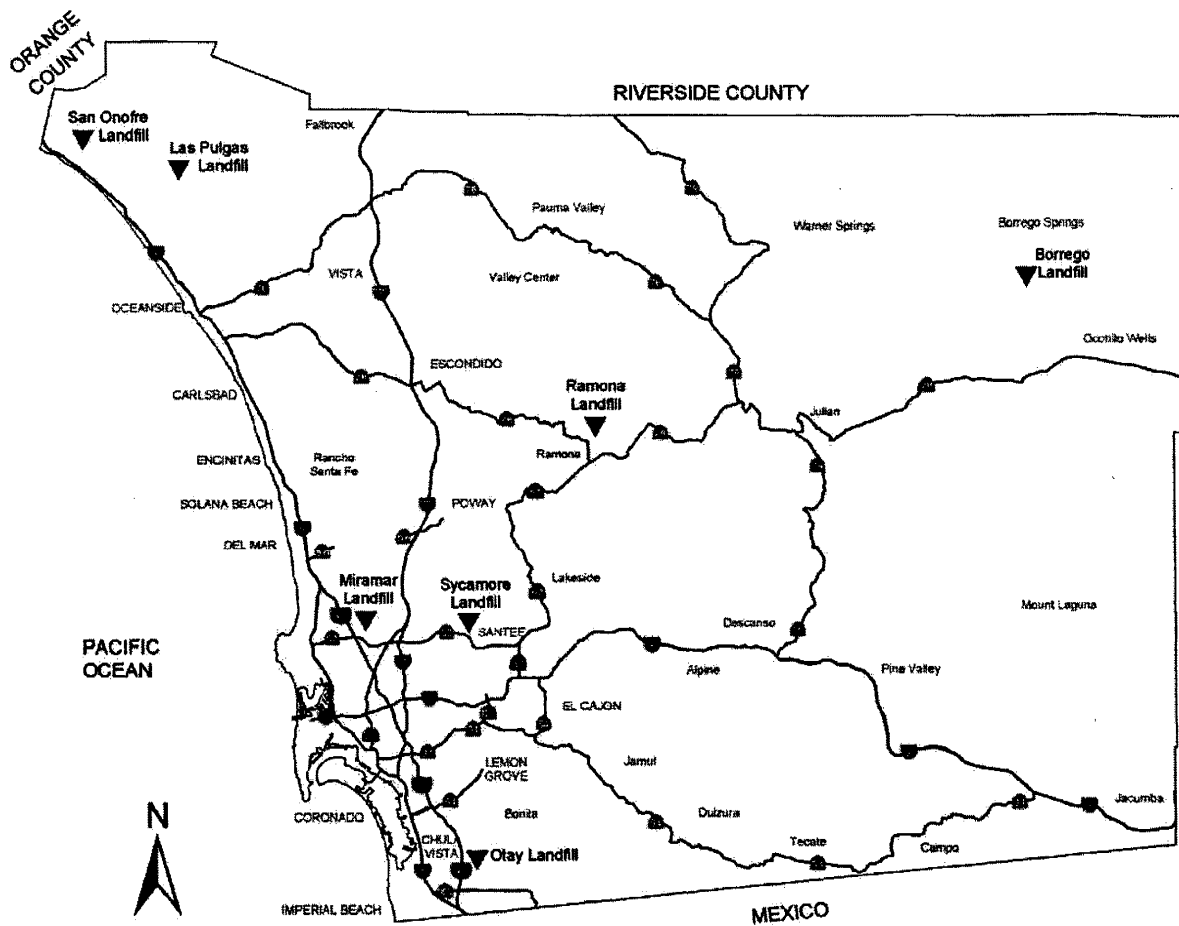 ORANGE
COUNTY
RIVERSIDE COUNTY
San Onofre
Landfill
Fallbrook
Las Pulgas
Landfill
Pauma Valley
Warner Springs
Borrego Springs
Borrego
Landfill
VISTA
Valley Center
OCEANSIDE
Ocotillo Wells
ESCONDIDO
CARLSBAD
Ramona
Landfill
Julian
Ramona
ENCINITAS
Rancho
Santa Fe
SOLANA BEACH
POWAY
DEL MAR
Miramar
Landfill
Sycamore
Landfill
Lakeside
Mount Laguna
SANTEE
Descanso
PACIFIC
OCEAN
Alpine
Pine Valley
EL CAJON
LEMON
GROVE
Jamul
CORONADO
Bonita
Dulzura
Jacumba
N
CHULA
VISTA
Otay Landfill
Tecate
Campo
IMPERIAL BEACH
MEXICO